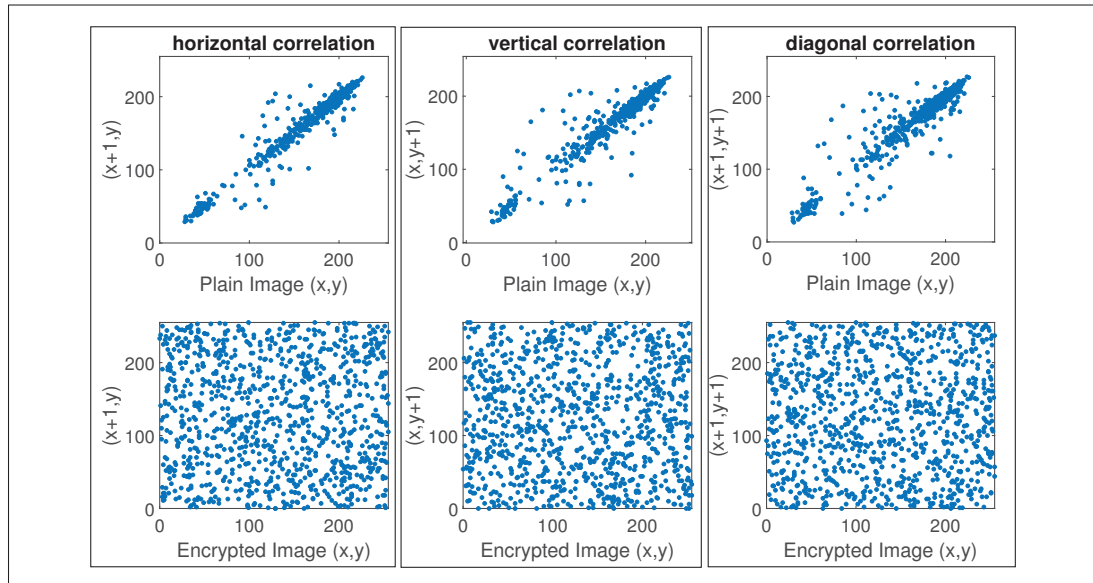 horizontal correlation
(x+1,y)
200
100
0
0 100 200
Plain Image (x,y)
200
100
0
0 100 200
(x+1,y)
Encrypted Image (x,y)
vertical correlation
(x,y+1)
200
100
0
0 100 200
Plain Image (x,y)
(x,y+1)
200
100
0
0 100 200
Encrypted Image (x,y)
diagonal correlation
(x+1,y+1)
200
100
0
0 100 200
Plain Image (x,y)
(x+1,y+1)
200
100
0
0 100 200
Encrypted Image (x,y)